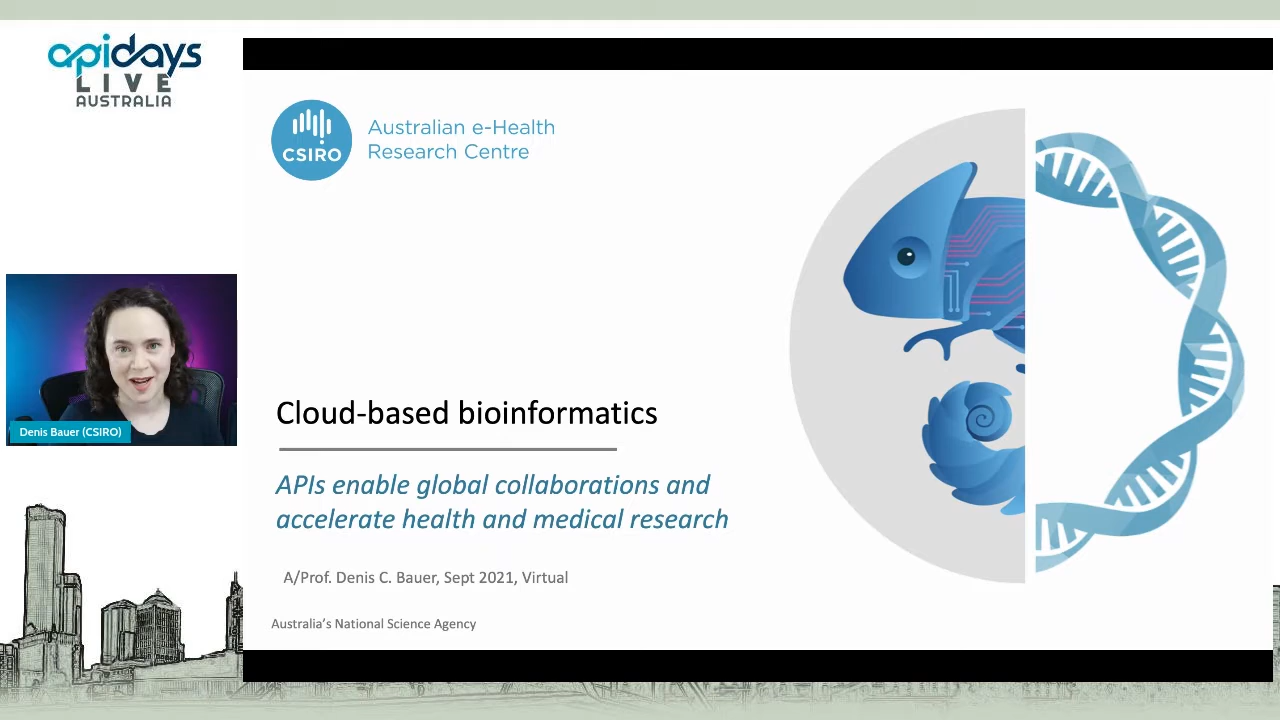 apidays
LIVE
AUSTRALIA
CSIRO
Australian e-Health
Research Centre
Denis Bauer (CSIRO)
Cloud-based bioinformatics
APIs enable global collaborations and
accelerate health and medical research
A/Prof. Denis C. Bauer, Sept 2021, Virtual
Australia’s National Science Agency